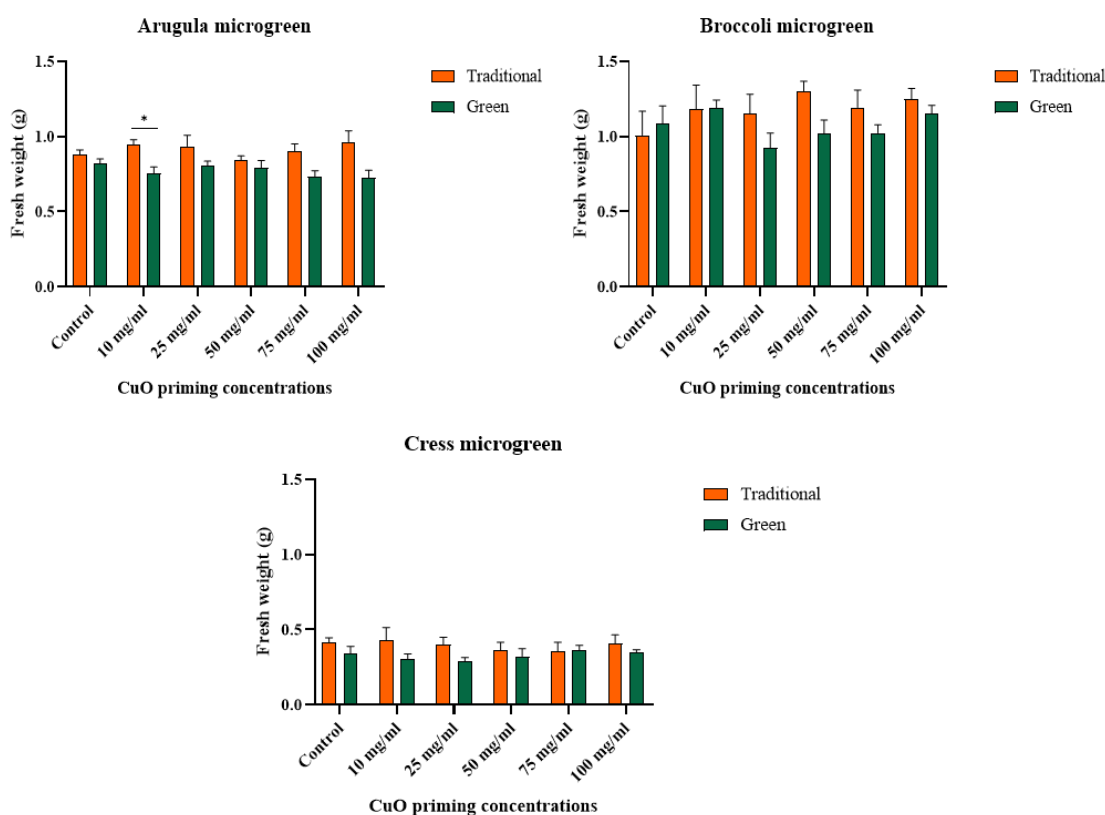 Arugula microgreen
Traditional
Green
Fresh weight (g)
1.5
1.0
0.5
0.0
*
Control
10 mg/ml
25 mg/ml
50 mg/ml
75 mg/ml
100 mg/ml
CuO priming concentrations
Broccoli microgreen
Traditional
Green
Fresh weight (g)
1.5
1.0
0.5
0.0
Control
10 mg/ml
25 mg/ml
50 mg/ml
75 mg/ml
100 mg/ml
CuO priming concentrations
Cress microgreen
Traditional
Green
Fresh weight (g)
1.5
1.0
0.5
0.0
Control
10 mg/ml
25 mg/ml
50 mg/ml
75 mg/ml
100 mg/ml
CuO priming concentrations